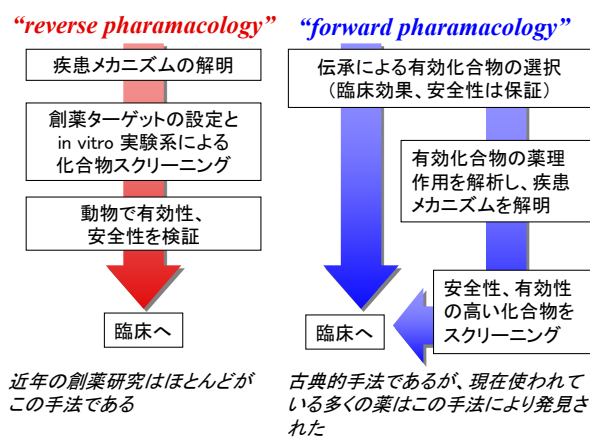 “reverse pharamacology”
疾患メカニズムの解明
創薬ターゲットの設定と
in vitro 実験系による
化合物スクリーニング
動物で有効性、
安全性を検証
臨床へ
近年の創薬研究はほとんどが
この手法である
“forward pharamacology”
伝承による有効化合物の選択
（臨床効果、安全性は保証）
有効化合物の薬理
作用を解析し、疾患
メカニズムを解明
安全性、有効性
の高い化合物を
スクリーニング
臨床へ
古典的手法であるが、現在使われて
いる多くの薬はこの手法により発見さ
れた